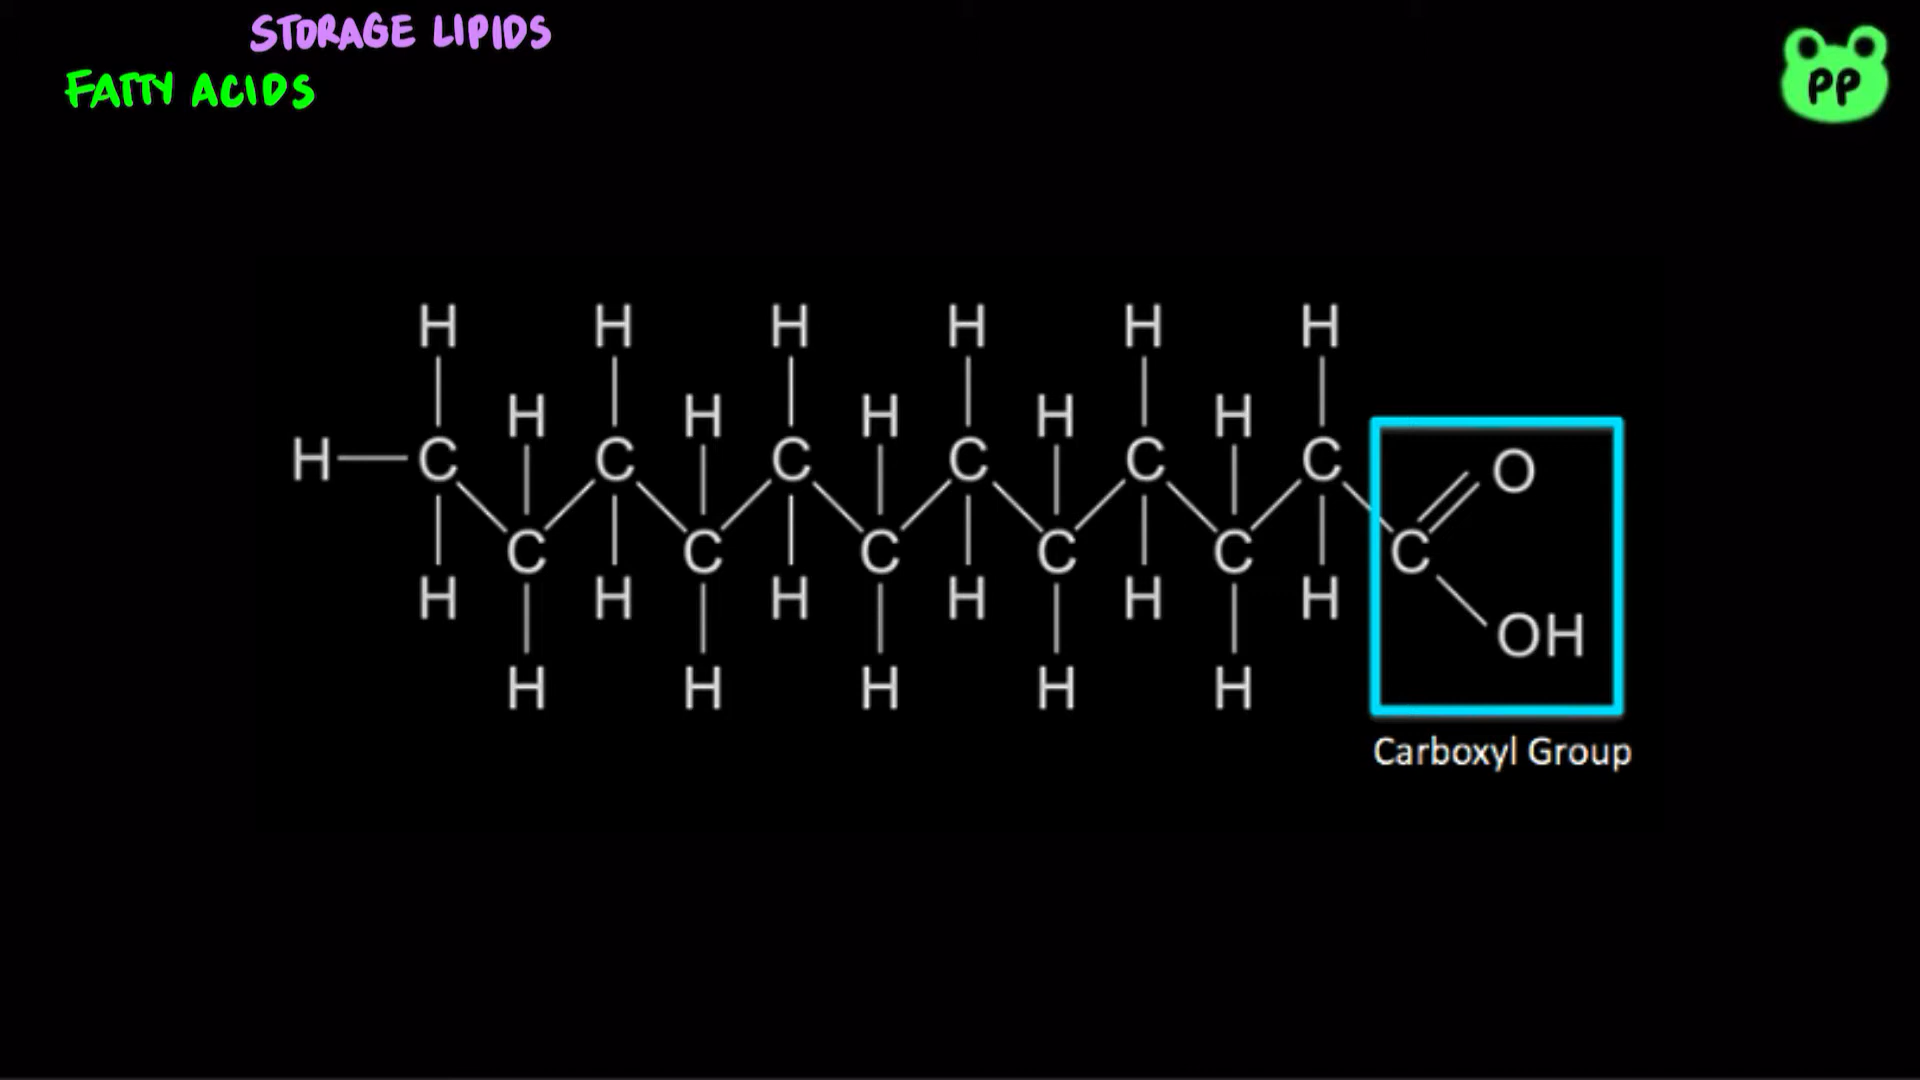 STORAGE LIPIDS
FATTY ACIDS
PP
H H H H H H
H H H H H
H C C C C C C O
C C C C C C
H H H H H H OH
H H H H H
Carboxyl Group